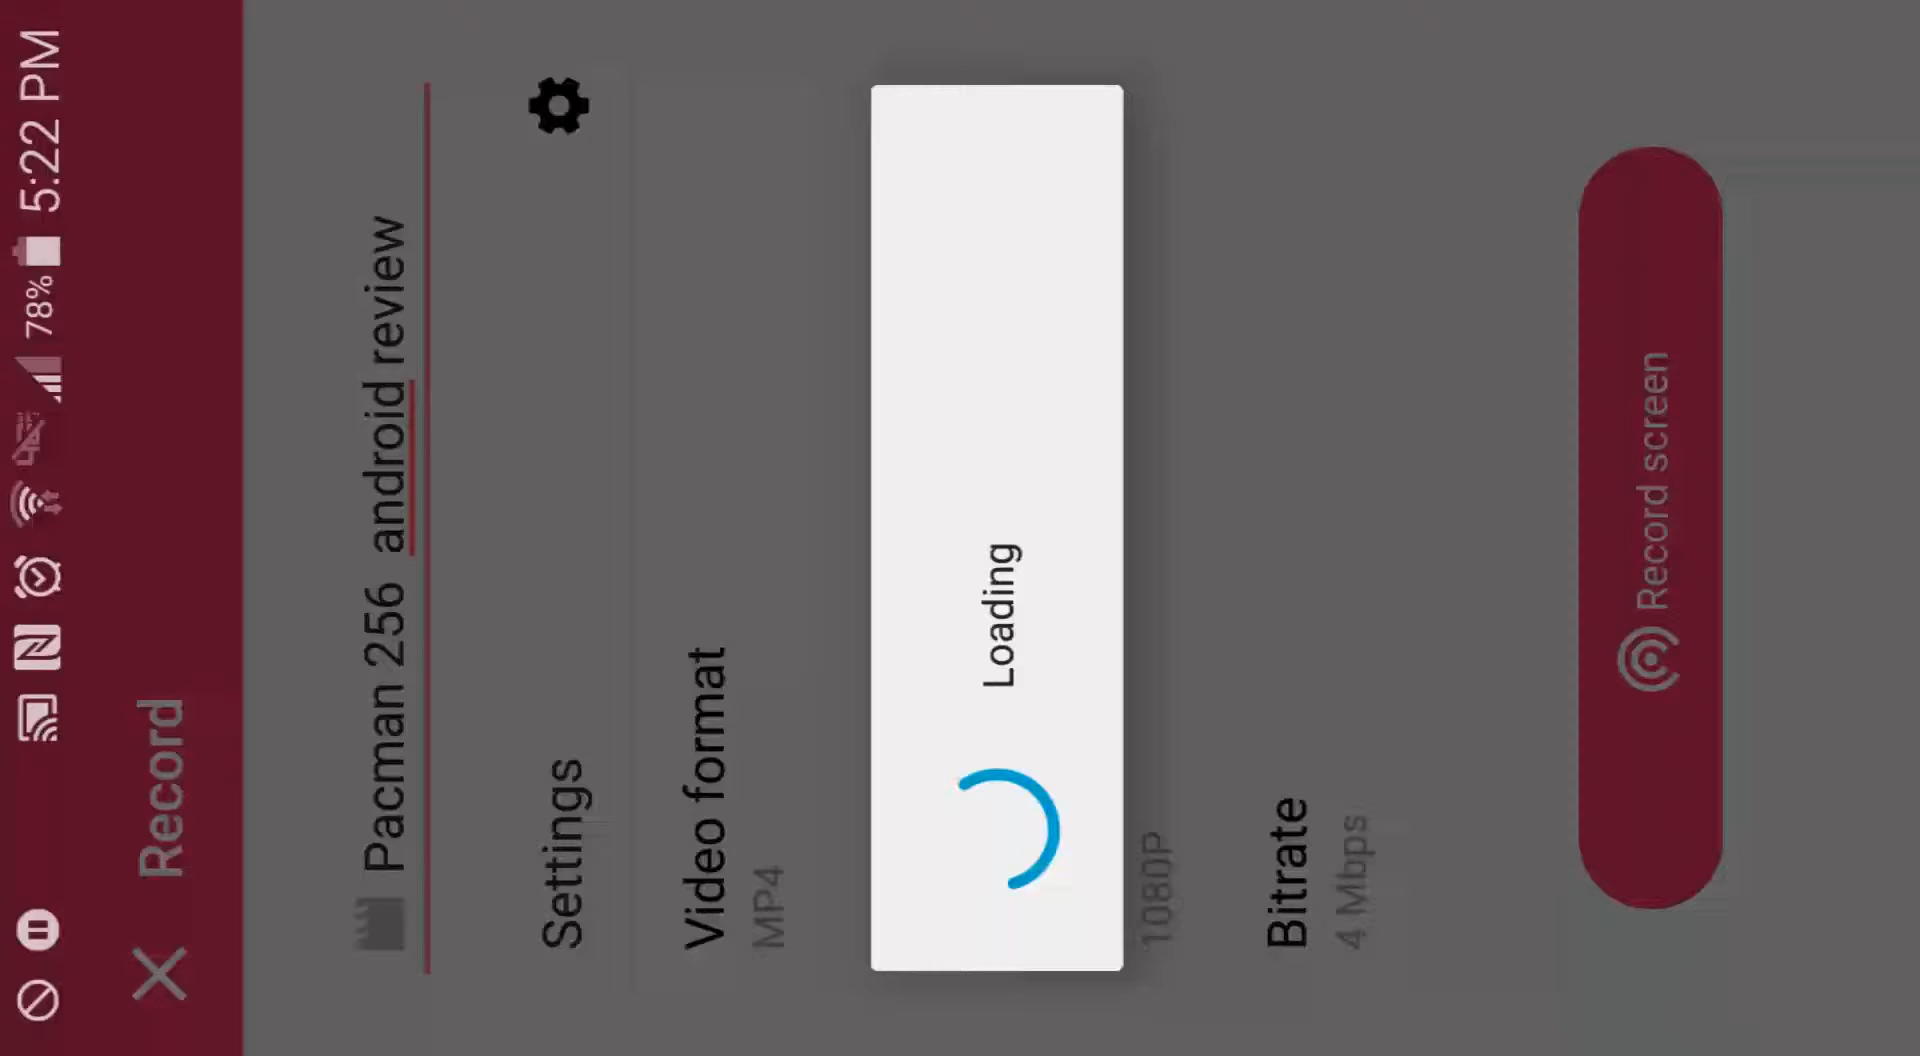 78% 5:22 PM
Record
Pacman 256 android review
Settings
Video format
MP4
Loading
1080P
Bitrate
4 Mbps
Record screen